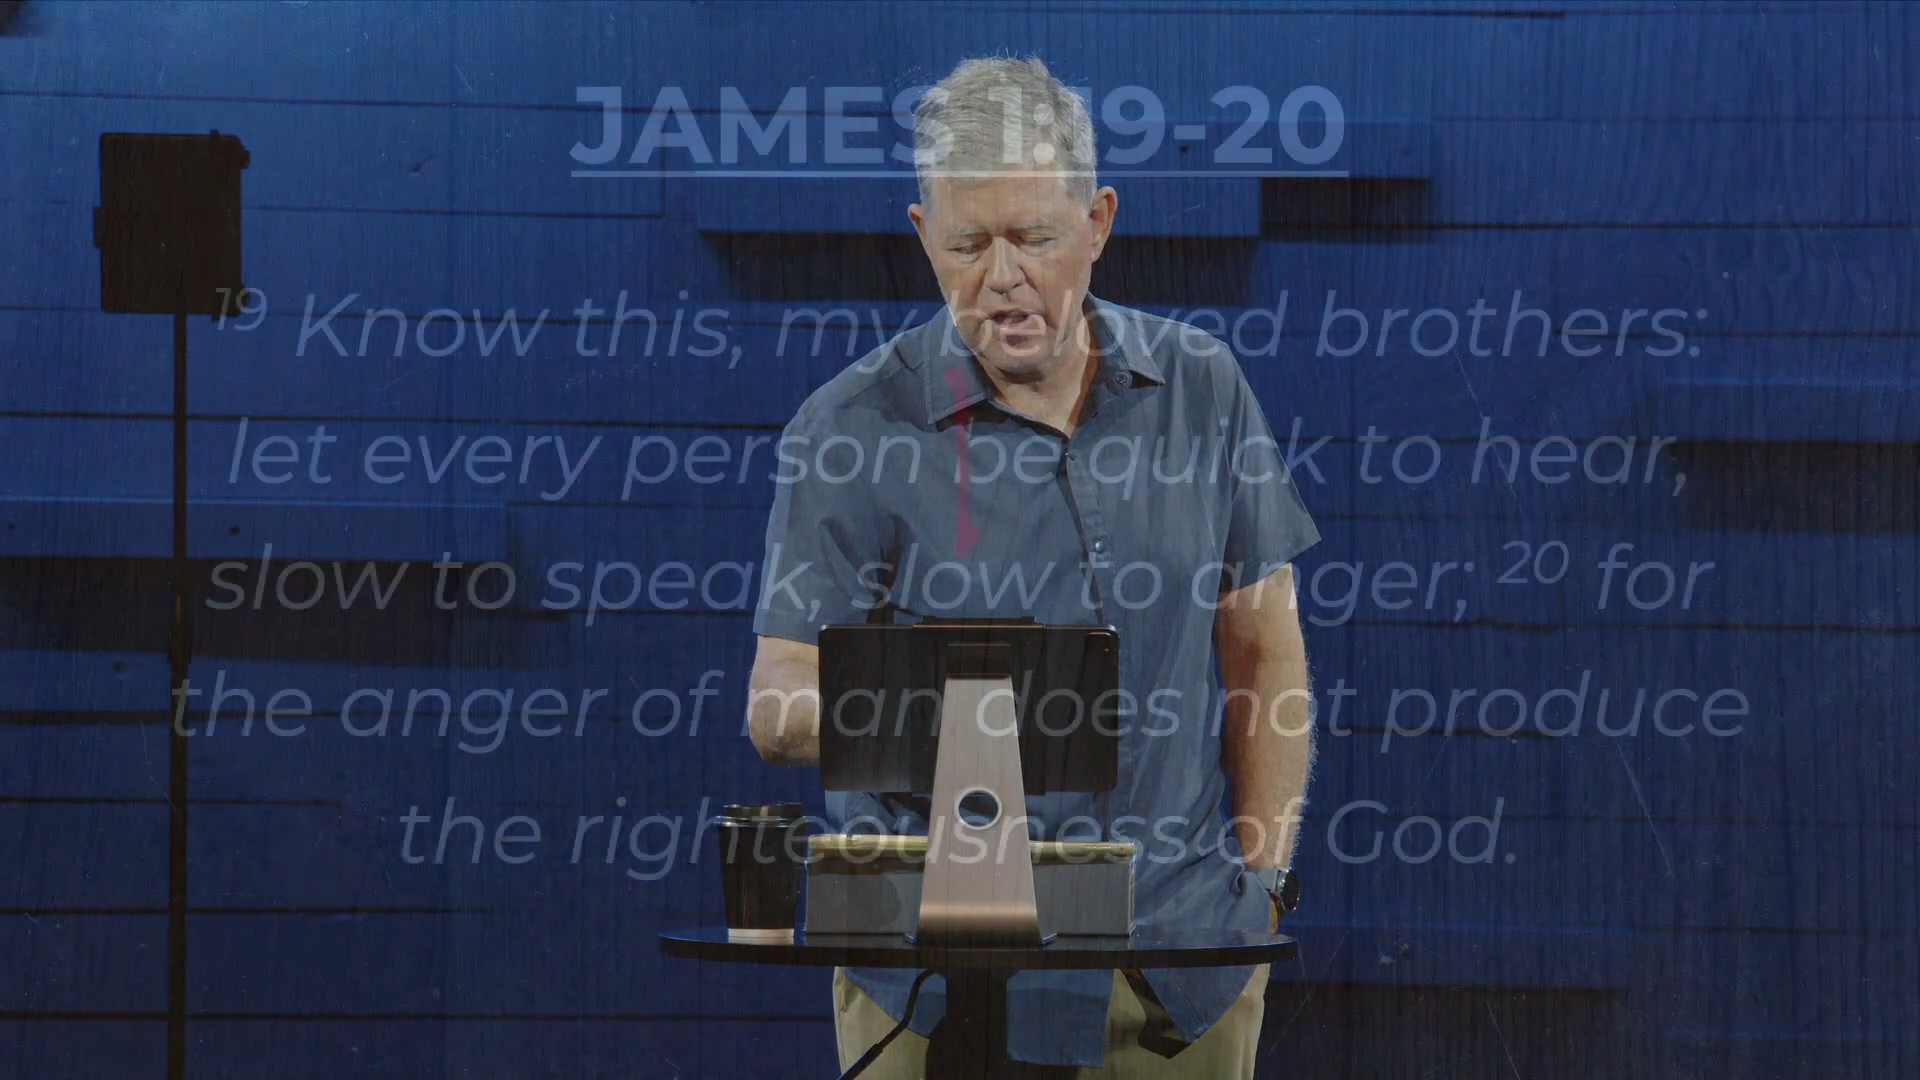 JAMES 1:19-20
19 Know this, my beloved brothers:
let every person be quick to hear,
slow to speak, slow to anger; 20 for
the anger of man does not produce
the righteousness of God.